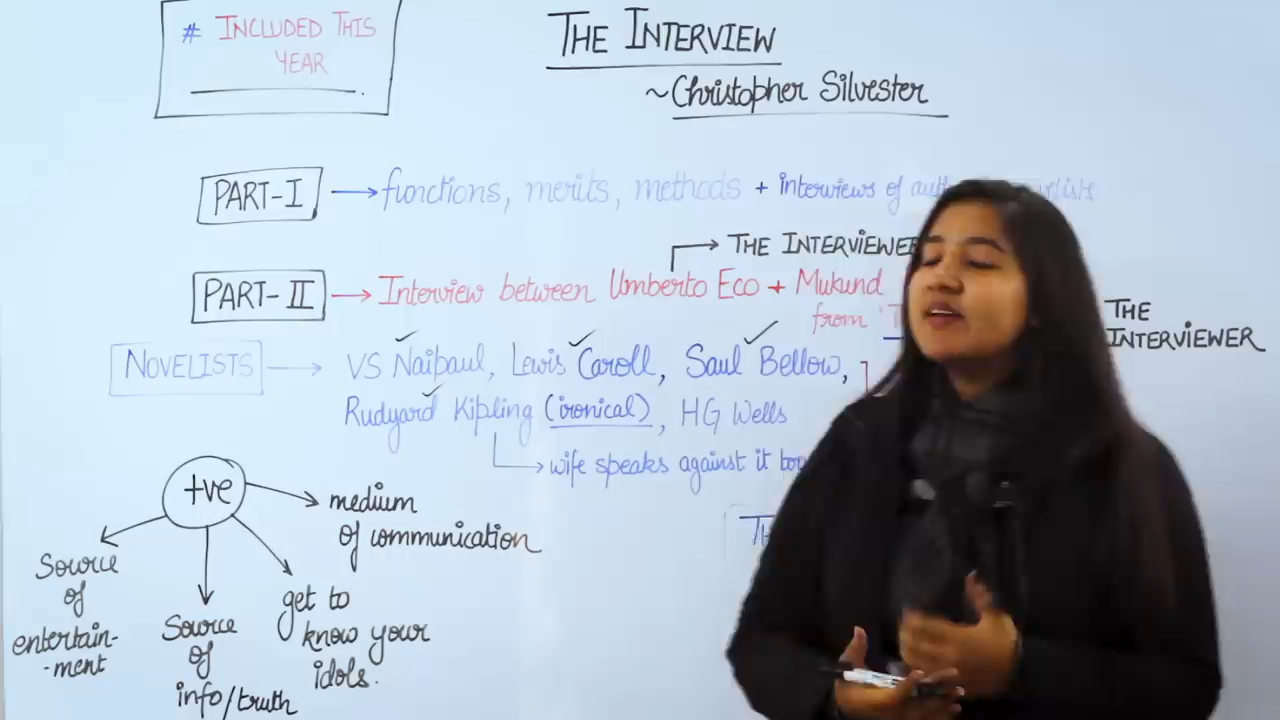 # INCLUDED THIS
YEAR
THE INTERVIEW
~Christopher Silvester
PART-I → functions, merits, methods + interviews of
→ THE INTERVIEWEE
PART-II → Interview between Umberto Eco + Mukund
from
THE
INTERVIEWER
NOVELISTS → VS Naipaul, Lewis Caroll, Saul Bellow,
Rudyard Kipling (ironical), HG Wells
→ wife speaks against it
+ve
medium
of communication
Source
of
entertain-
-ment
Source
of
info/truth
get to
know your
idols.